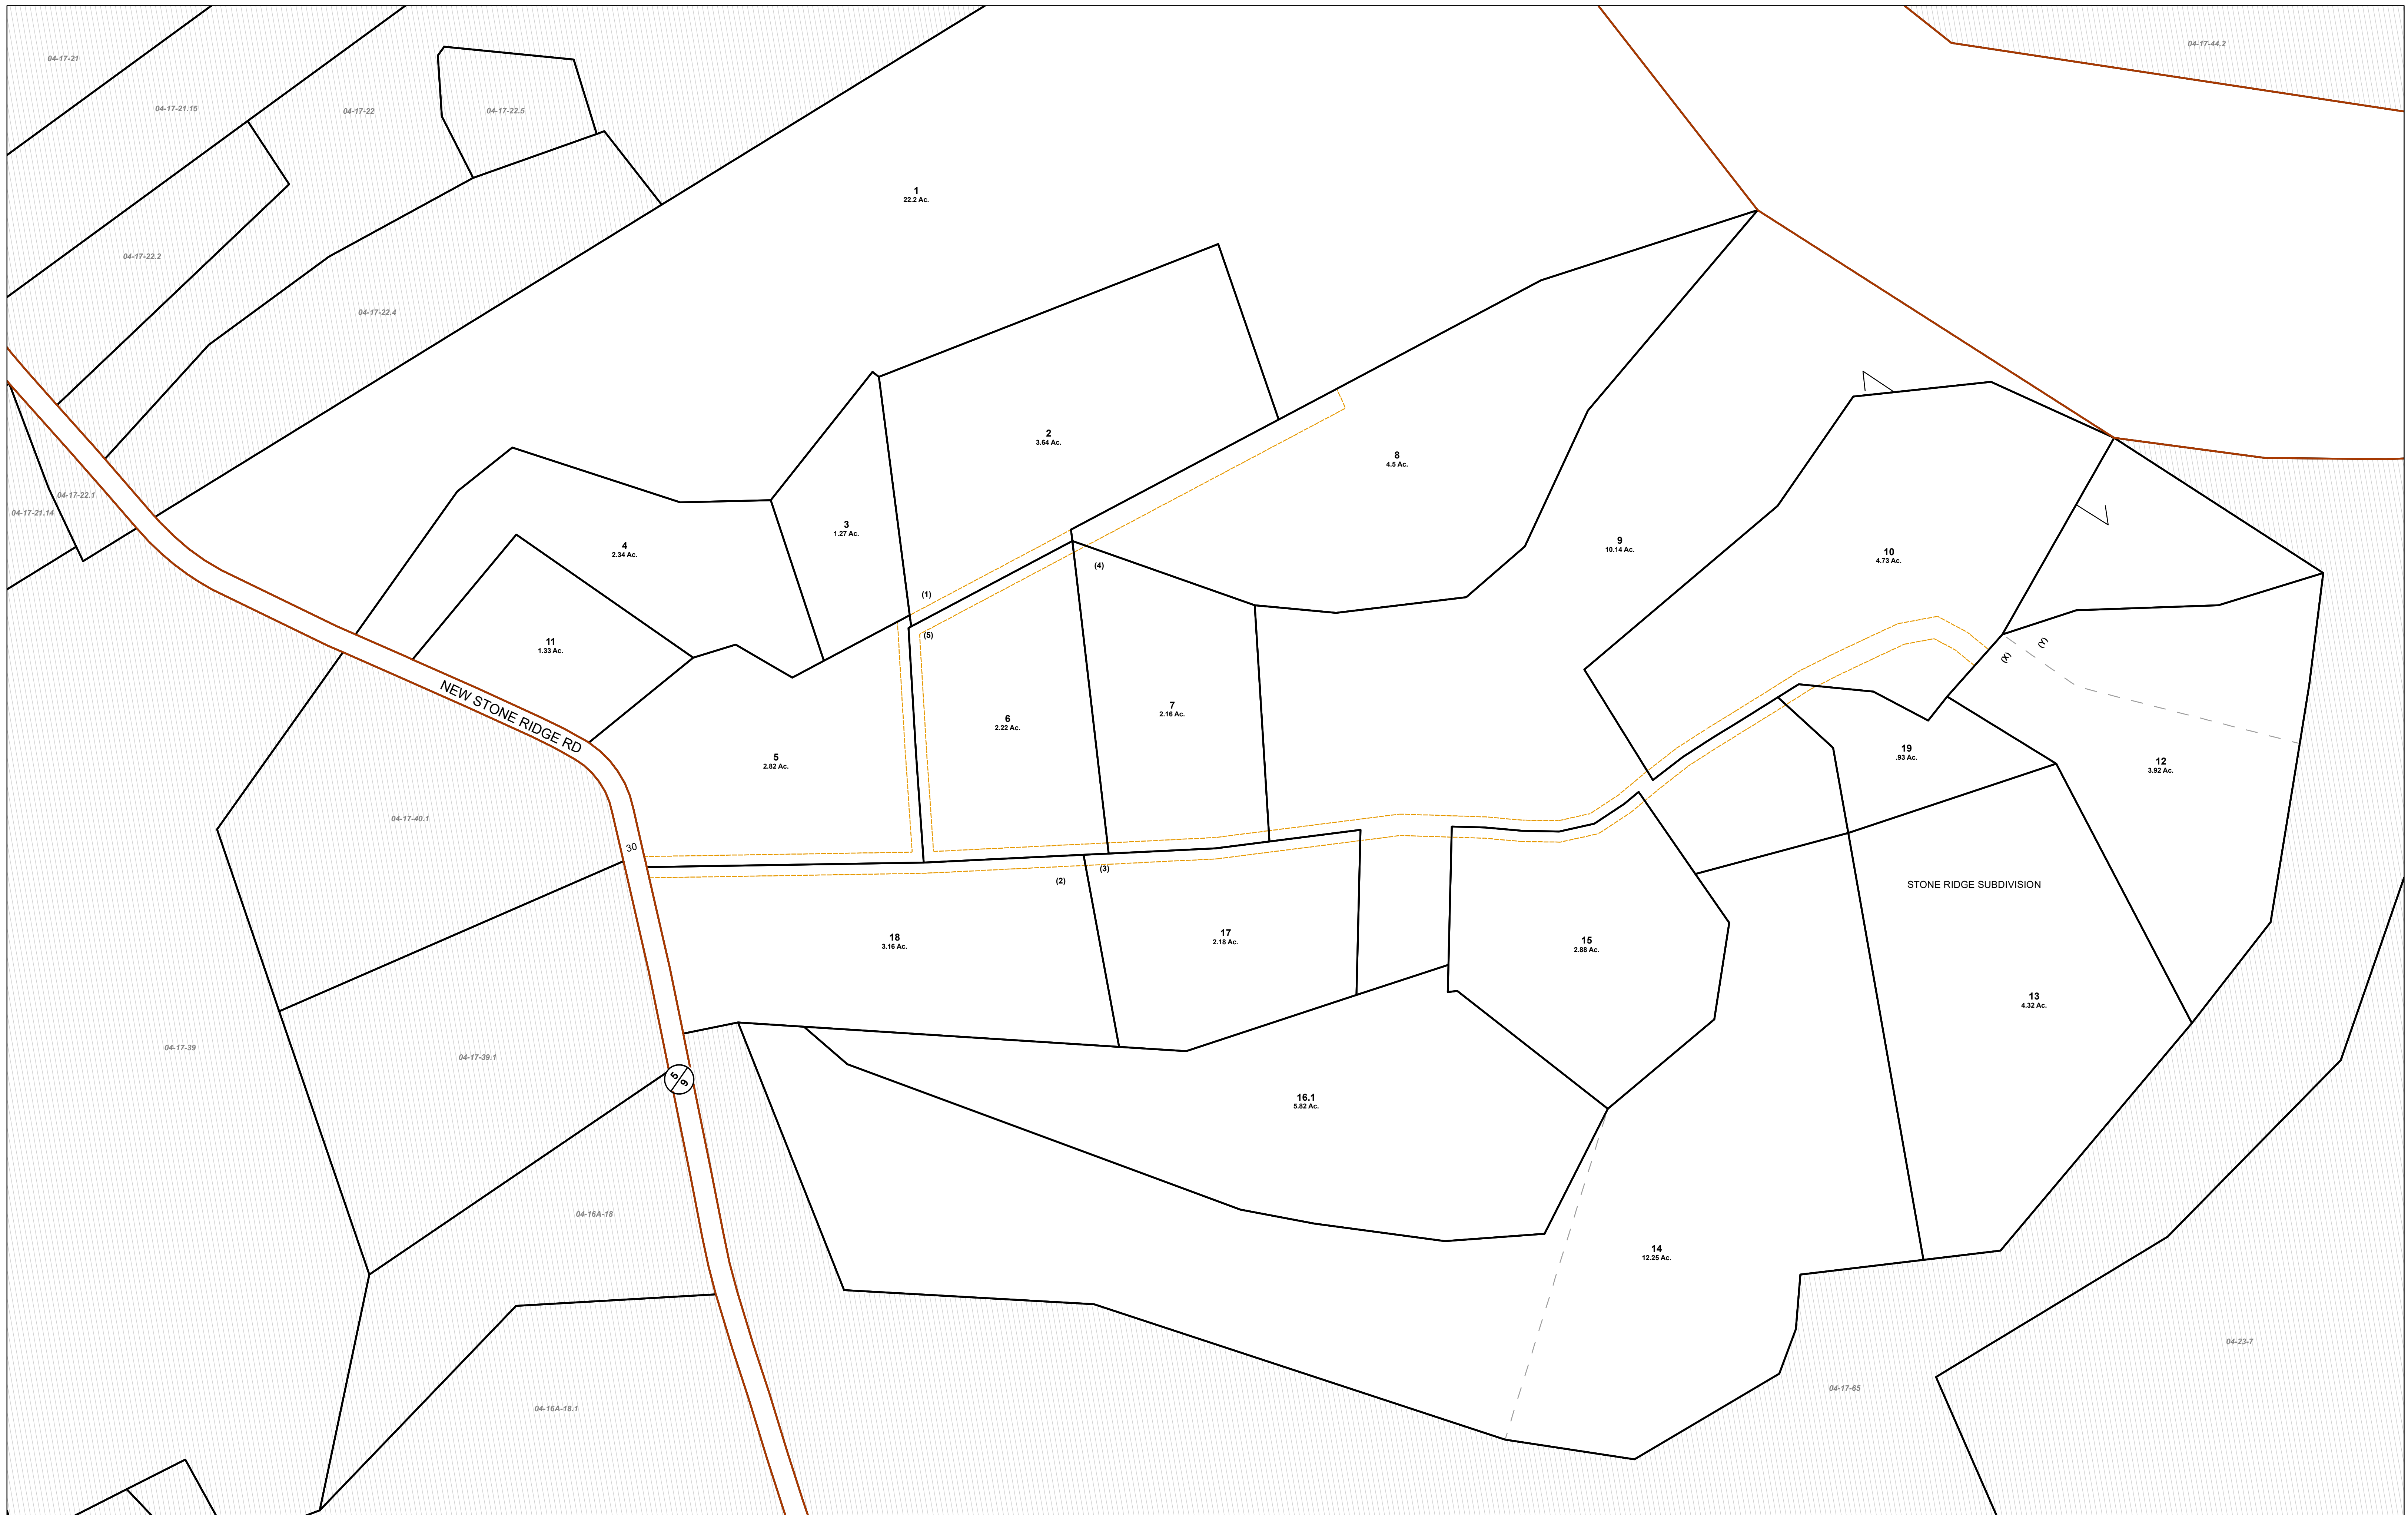 04-17-21
04-17-21.15
04-17-22
04-17-22.5
04-17-44.2
1
22.2 Ac.
04-17-22.2
04-17-22.4
2
3.64 Ac.
8
4.5 Ac.
04-17-22.1
04-17-21.14
3
1.27 Ac.
4
2.34 Ac.
9
10.14 Ac.
10
4.73 Ac.
(4)
(1)
(5)
11
1.33 Ac.
(Y)
(X)
NEW STONE RIDGE RD
6
2.22 Ac.
7
2.16 Ac.
5
2.82 Ac.
19
.93 Ac.
12
3.92 Ac.
04-17-40.1
30
(3)
(2)
STONE RIDGE SUBDIVISION
18
3.16 Ac.
17
2.18 Ac.
15
2.88 Ac.
13
4.32 Ac.
04-17-39
04-17-39.1
5
9
16.1
5.82 Ac.
04-16A-18
14
12.25 Ac.
04-23-7
04-17-65
04-16A-18.1